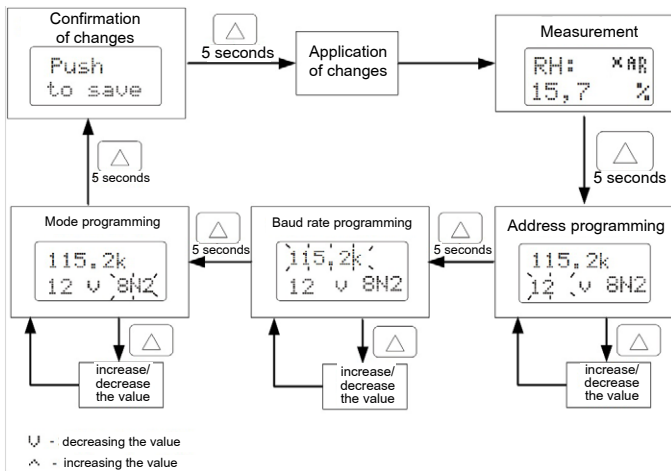 Confirmation
of changes
Push
to save
5 seconds
Application
of changes
Measurement
RH: ×AR
15,7 %
5 seconds
5 seconds
Mode programming
115.2k
12 v 8N2
5 seconds
Baud rate programming
115.2k
12 v 8N2
5 seconds
Address programming
115.2k
12 v 8N2
increase/
decrease
the value
increase/
decrease
the value
increase/
decrease
the value
v - decreasing the value
^ - increasing the value